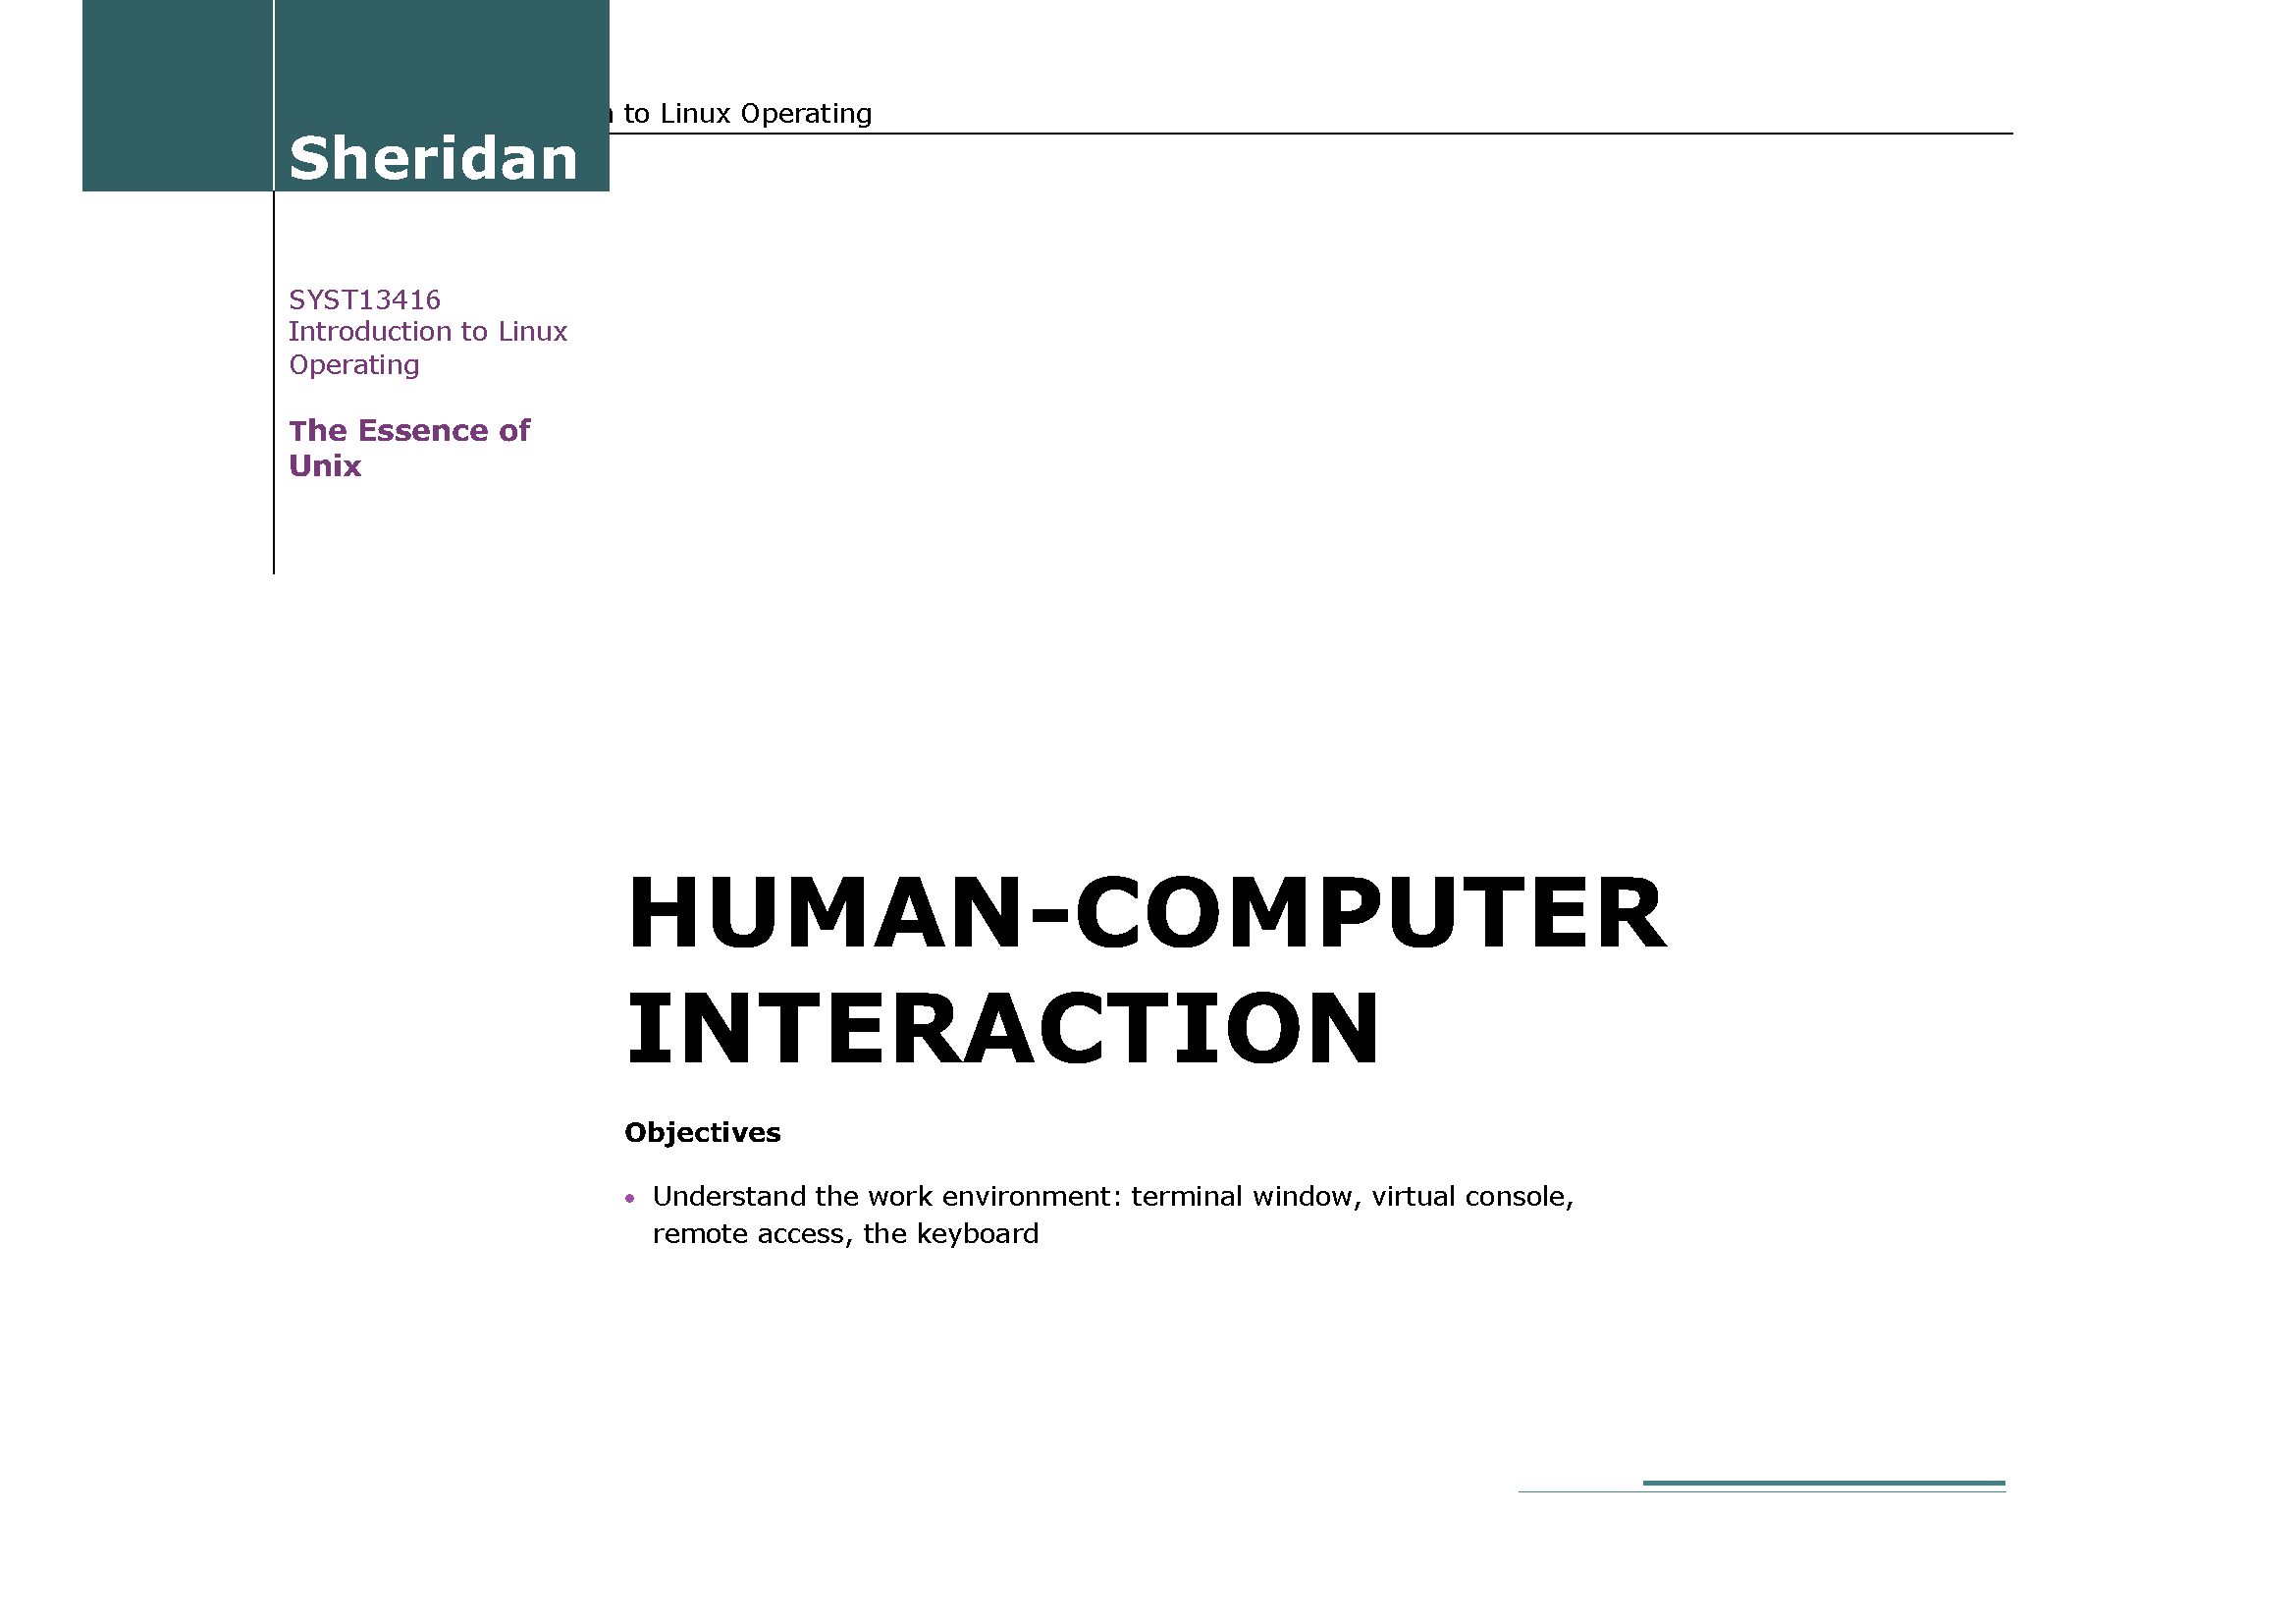 to Linux Operating
Sheridan
SYST13416
Introduction to Linux
Operating
The Essence of
Unix
HUMAN-COMPUTER
INTERACTION
Objectives
• Understand the work environment: terminal window, virtual console,
remote access, the keyboard